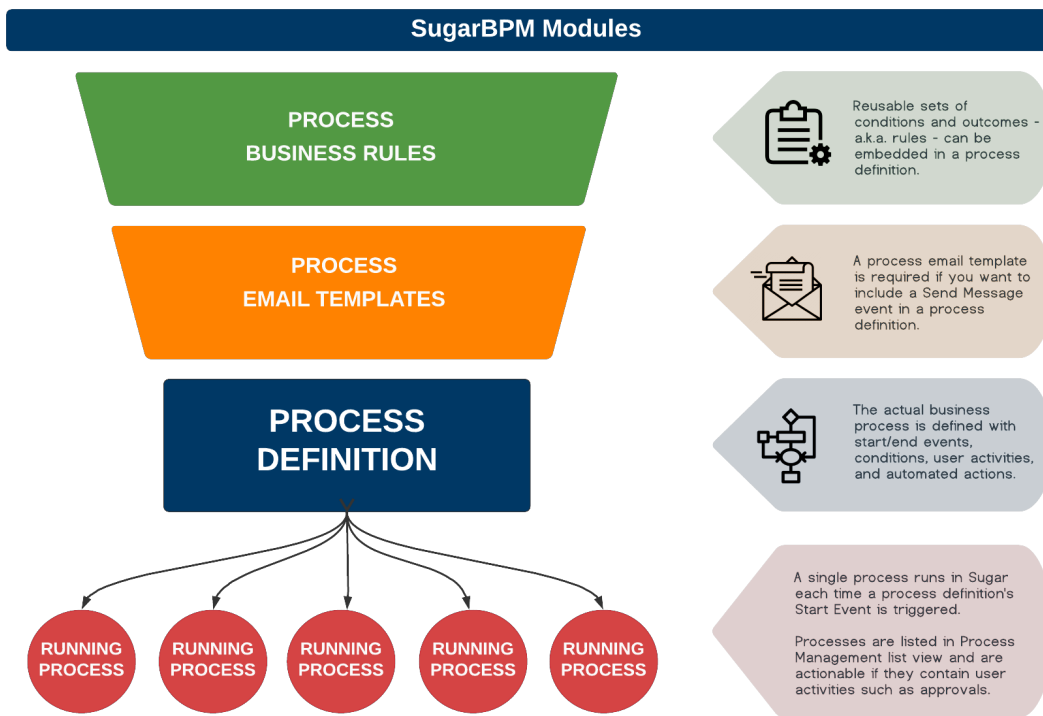 SugarBPM Modules
PROCESS
BUSINESS RULES
Reusable sets of
conditions and outcomes -
a.k.a. rules - can be
embedded in a process
definition.
PROCESS
EMAIL TEMPLATES
A process email template
is required if you want to
include a Send Message
event in a process
definition.
PROCESS
DEFINITION
The actual business
process is defined with
start/end events,
conditions, user activities,
and automated actions.
RUNNING
PROCESS
RUNNING
PROCESS
RUNNING
PROCESS
RUNNING
PROCESS
RUNNING
PROCESS
A single process runs in Sugar
each time a process definition's
Start Event is triggered.
Processes are listed in Process
Management list view and are
actionable if they contain user
activities such as approvals.